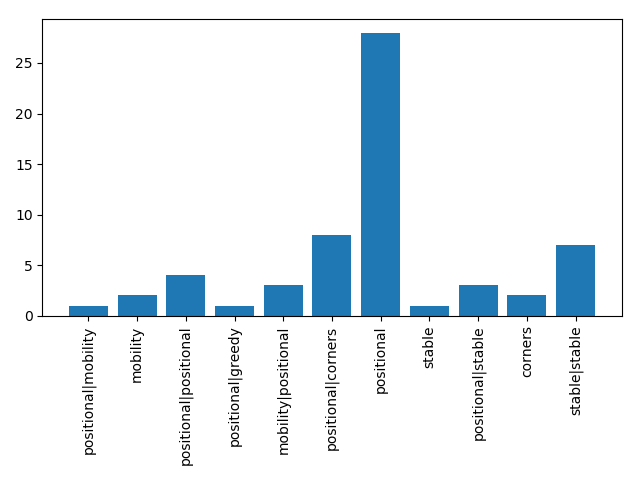 25
20
15
10
5
0
positional|mobility
mobility
positional|positional
positional|greedy
mobility|positional
positional|corners
positional
stable
positional|stable
corners
stable|stable